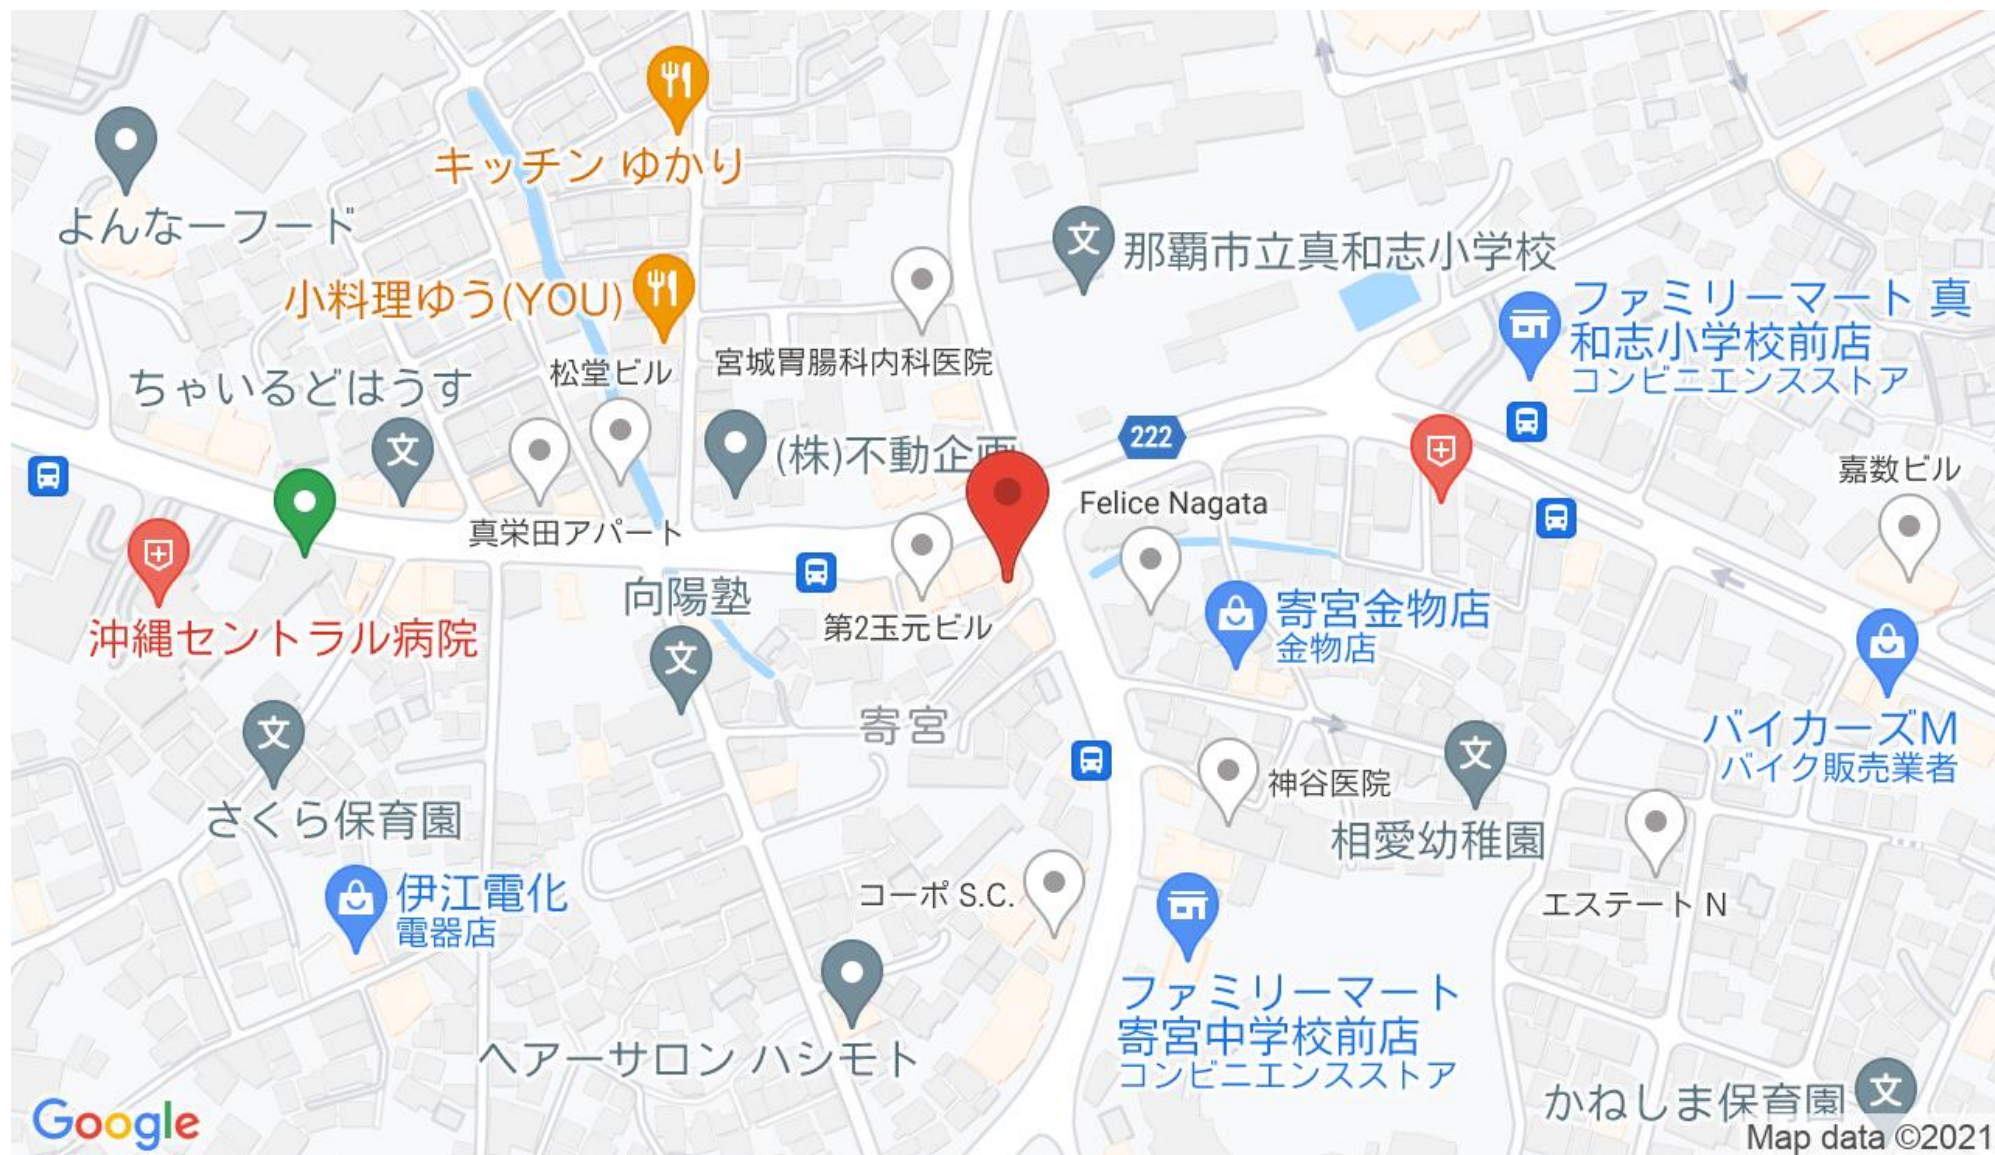 キッチン ゆかり
よんなーフード
文
那覇市立真和志小学校
小料理ゆう(YOU)
ファミリーマート 真
和志小学校前店
コンビニエンスストア
松堂ビル
宮城胃腸科内科医院
ちゃいるどはうす
文
(株)不動企画
222
嘉数ビル
Felice Nagata
真栄田アパート
向陽塾
文
第2玉元ビル
寄宮金物店
金物店
沖縄セントラル病院
文
さくら保育園
寄宮
神谷医院
文
相愛幼稚園
バイカーズM
バイク販売業者
伊江電化
電器店
コーポ S.C.
エステート N
ファミリーマート
寄宮中学校前店
コンビニエンスストア
ヘアーサロン ハシモト
かねしま保育園
文
Google
Map data ©2021